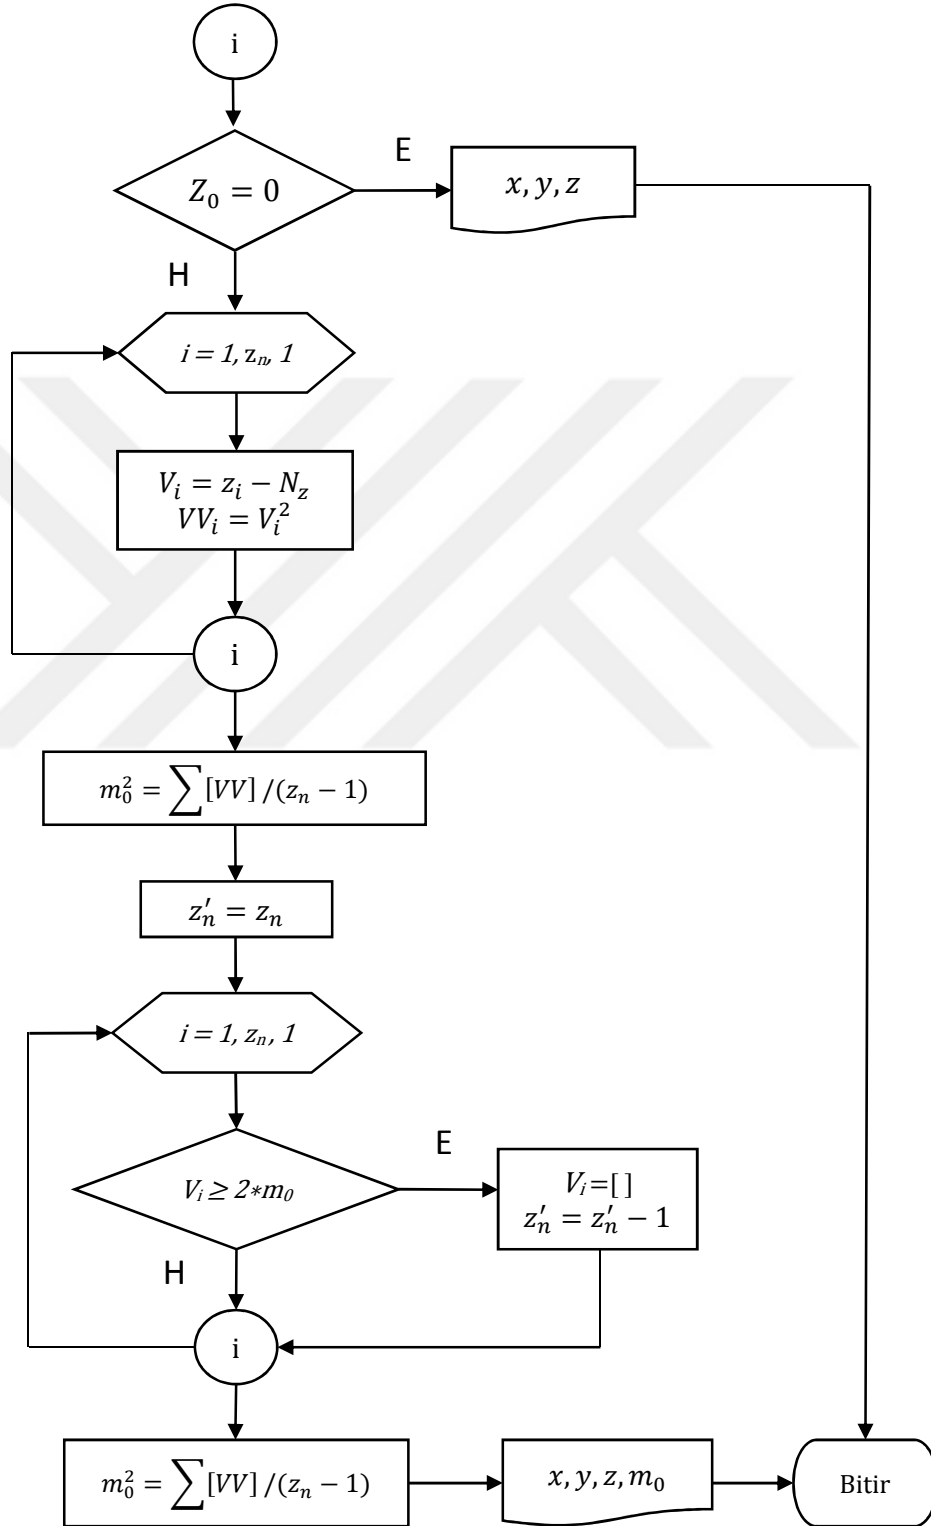 i
Z₀ = 0
E
x, y, z
H
i = 1, zₙ, 1
Vᵢ = zᵢ − N_z
VVᵢ = Vᵢ²
i
m₀² = ∑[VV] /(zₙ − 1)
z′ₙ = zₙ
i = 1, zₙ, 1
Vᵢ ≥ 2*m₀
E
Vᵢ=[ ]
z′ₙ = z′ₙ − 1
H
i
m₀² = ∑[VV] /(zₙ − 1)
x, y, z, m₀
Bitir